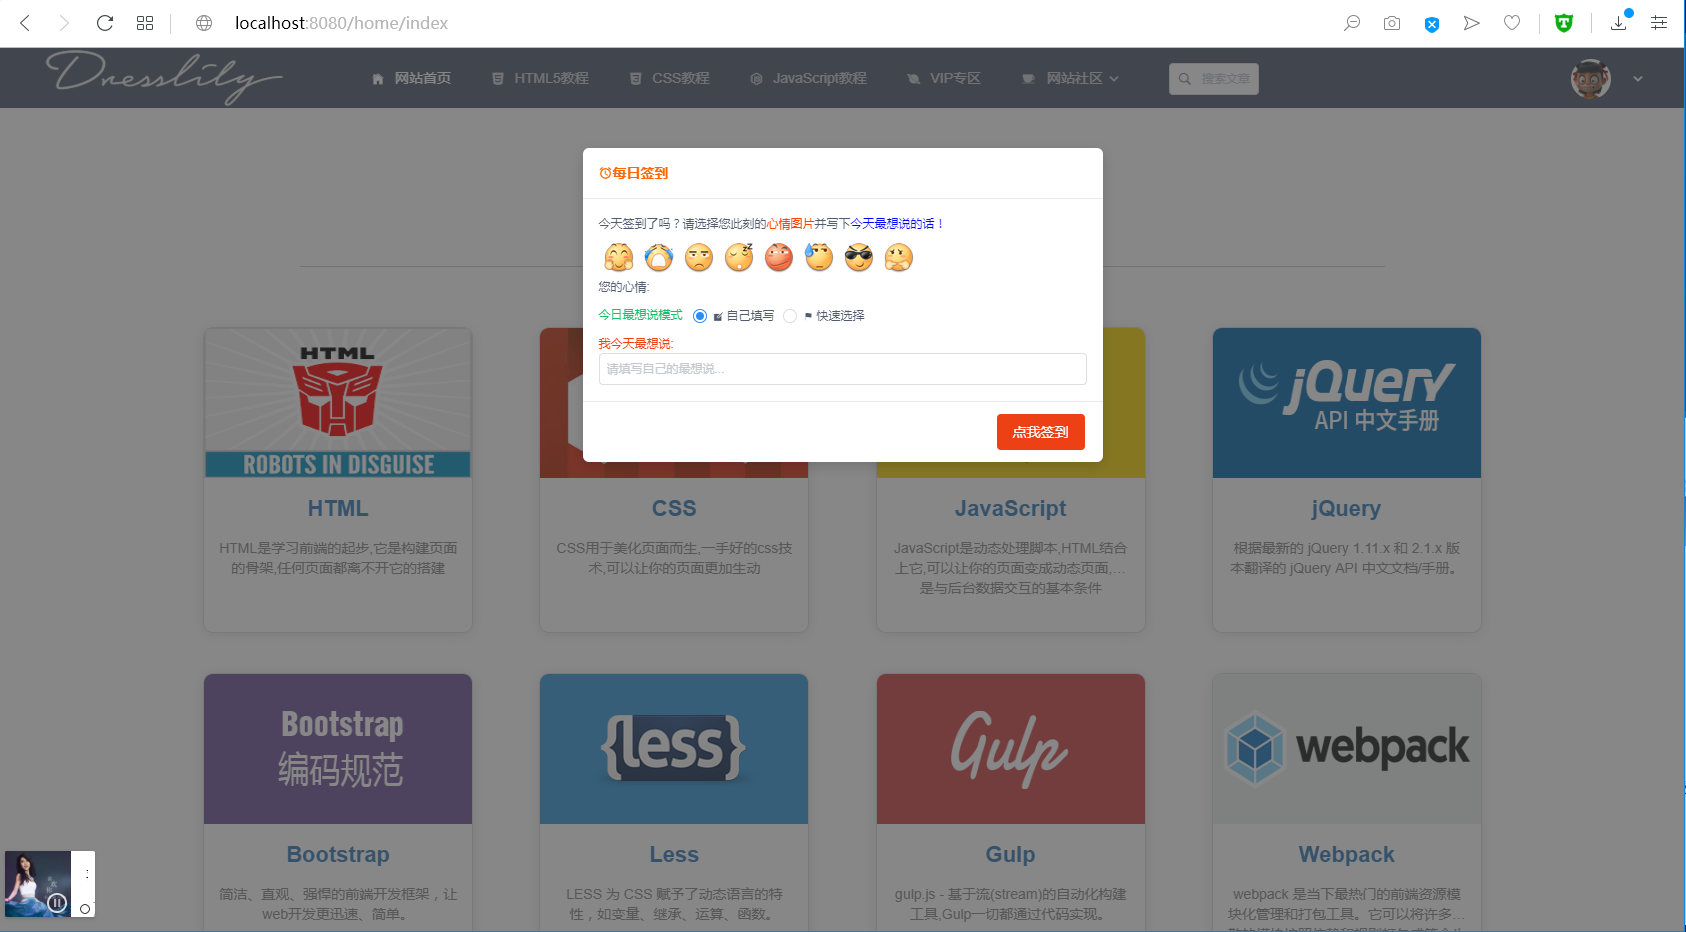 localhost:8080/home/index
Dresslily
网站首页
HTML5教程
CSS教程
JavaScript教程
VIP专区
网站社区
搜索文章
每日签到
今天签到了吗？请选择您此刻的心情图片并写下今天最想说的话！
您的心情:
今日最想说模式 自己填写 快速选择
我今天最想说:
请填写自己的最想说...
点我签到
HTML
ROBOTS IN DISGUISE
HTML
HTML是学习前端的起步,它是构建页面
的骨架,任何页面都离不开它的搭建
CSS
CSS用于美化页面而生,一手好的css技
术,可以让你的页面更加生动
JavaScript
JavaScript是动态处理脚本,HTML结合
上它,可以让你的页面变成动态页面,...
是与后台数据交互的基本条件
jQuery
API 中文手册
jQuery
根据最新的 jQuery 1.11.x 和 2.1.x 版
本翻译的 jQuery API 中文文档/手册。
Bootstrap
编码规范
Bootstrap
简洁、直观、强悍的前端开发框架，让
web开发更迅速、简单。
{less}
Less
LESS 为 CSS 赋予了动态语言的特
性，如变量、继承、运算、函数。
Gulp
Gulp
gulp.js - 基于流(stream)的自动化构建
工具,Gulp一切都通过代码实现。
webpack
Webpack
webpack 是当下最热门的前端资源模
块化管理和打包工具。它可以将许多...